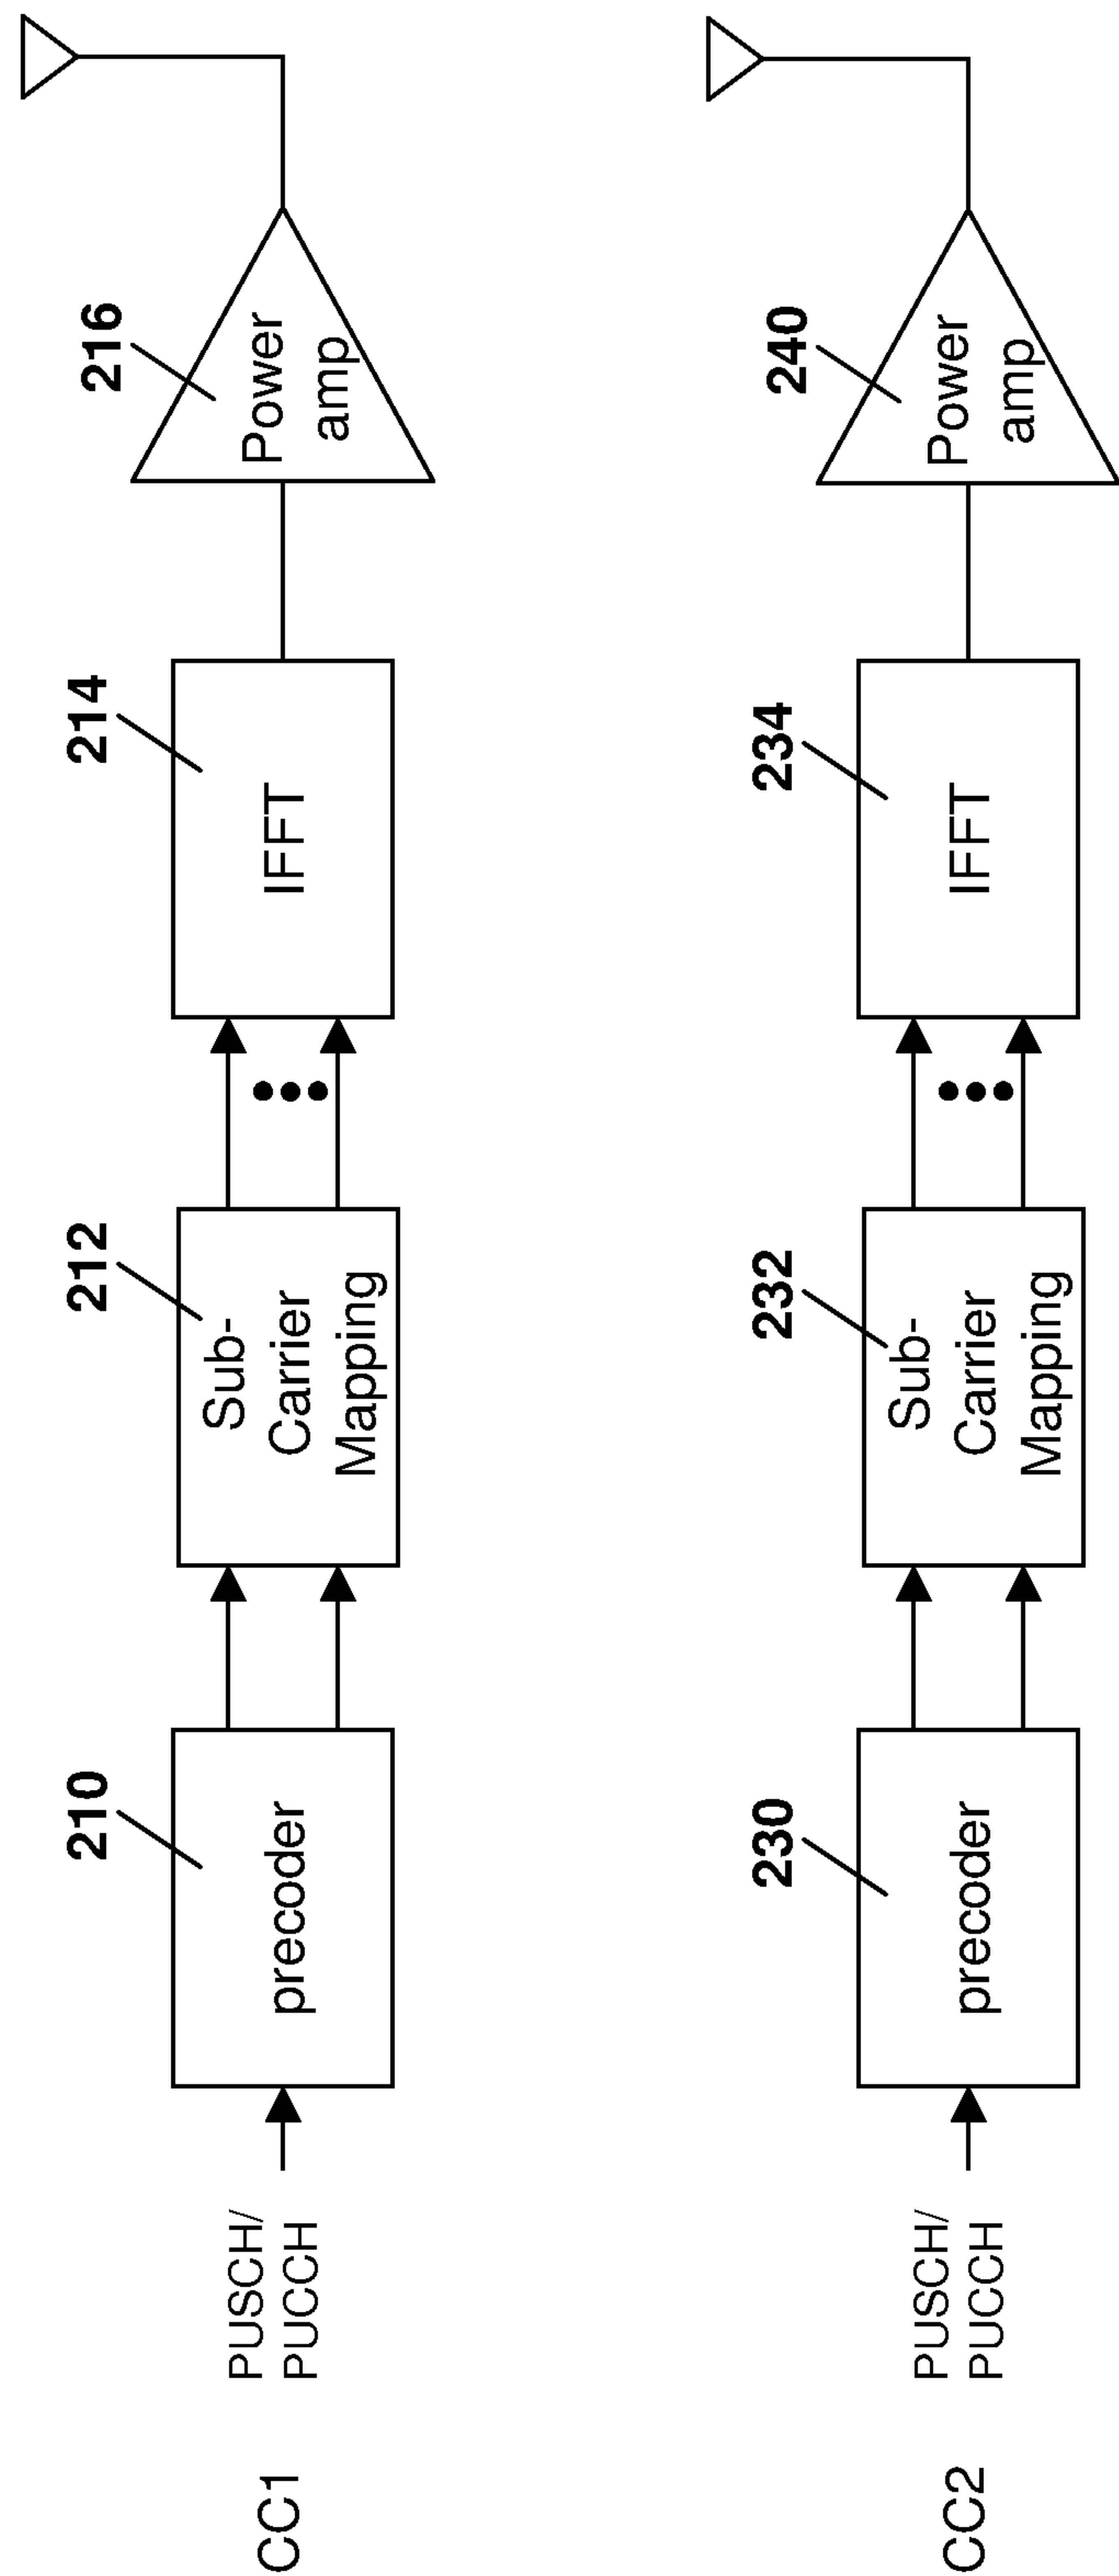 CC1
PUSCH/
PUCCH
210
precoder
212
Sub-
Carrier
Mapping
214
IFFT
216
Power
amp
CC2
PUSCH/
PUCCH
230
precoder
232
Sub-
Carrier
Mapping
234
IFFT
240
Power
amp